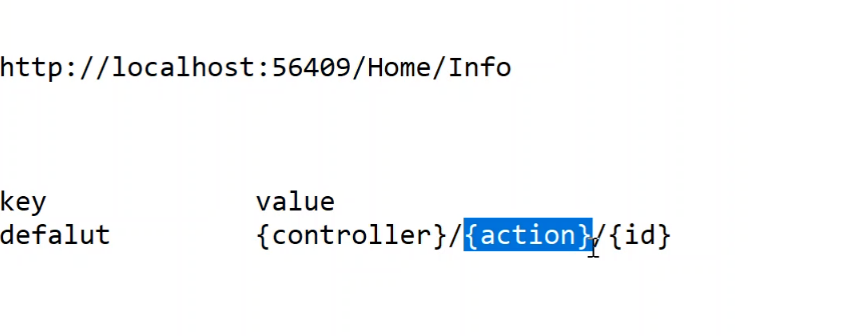 http://localhost:56409/Home/Info
key value
defalut {controller}/{action}/{id}